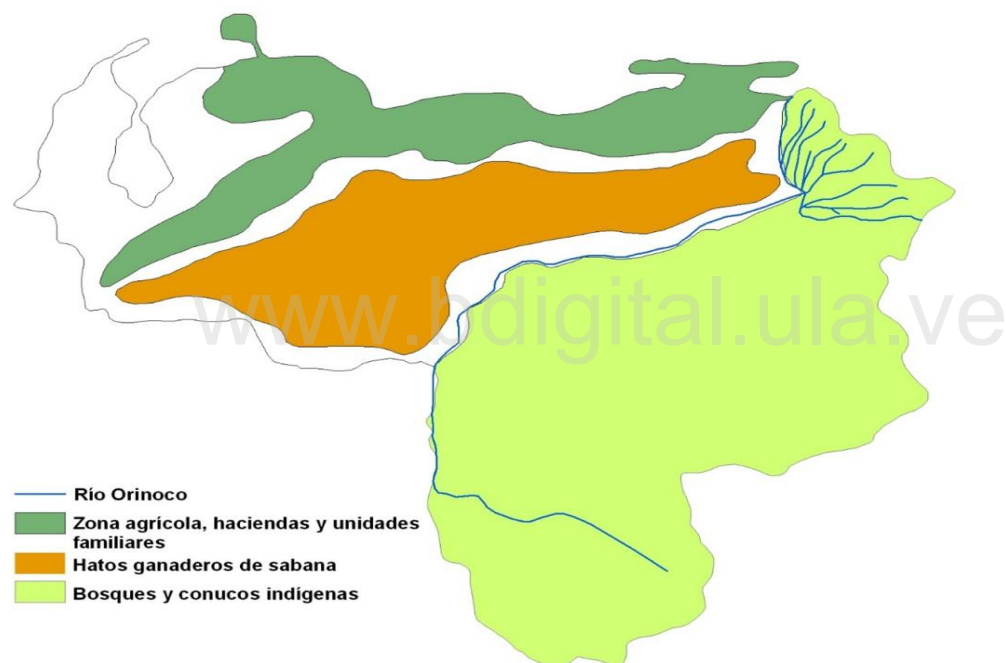 www.bdigital.ula.ve
Río Orinoco
Zona agrícola, haciendas y unidades
familiares
Hatos ganaderos de sabana
Bosques y conucos indígenas